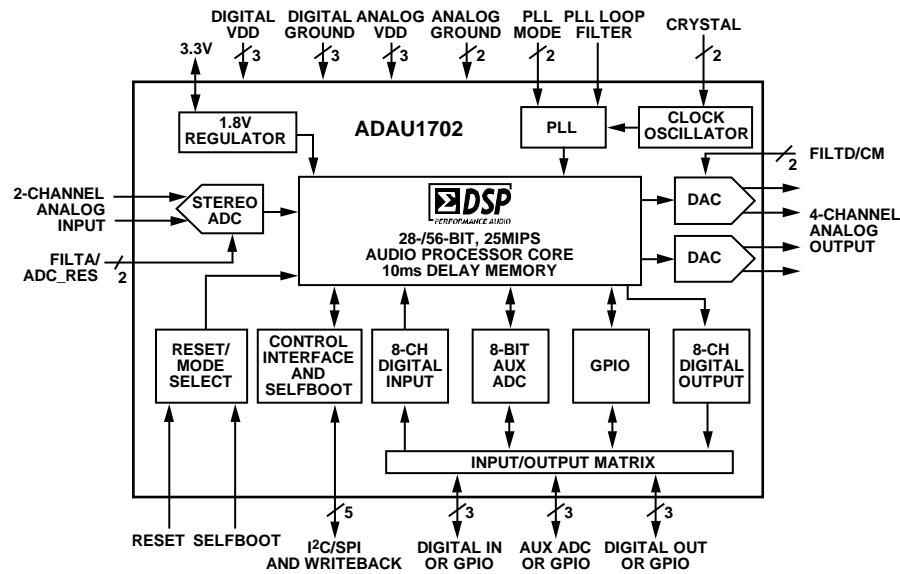 DIGITAL VDD
DIGITAL GROUND
ANALOG VDD
ANALOG GROUND
PLL MODE
PLL LOOP FILTER
CRYSTAL
3.3V
3
3
3
2
2
2
1.8V
REGULATOR
ADAU1702
PLL
CLOCK
OSCILLATOR
FILTD/CM
2
2-CHANNEL
ANALOG
INPUT
STEREO
ADC
FILTA/
ADC_RES
2
ΣDSP
PERFORMANCE AUDIO
28-/56-BIT, 25MIPS
AUDIO PROCESSOR CORE
10ms DELAY MEMORY
DAC
DAC
4-CHANNEL
ANALOG
OUTPUT
RESET/
MODE
SELECT
CONTROL
INTERFACE
AND
SELFBOOT
8-CH
DIGITAL
INPUT
8-BIT
AUX
ADC
GPIO
8-CH
DIGITAL
OUTPUT
INPUT/OUTPUT MATRIX
5
3
3
3
RESET
SELFBOOT
I²C/SPI
AND WRITEBACK
DIGITAL IN
OR GPIO
AUX ADC
OR GPIO
DIGITAL OUT
OR GPIO